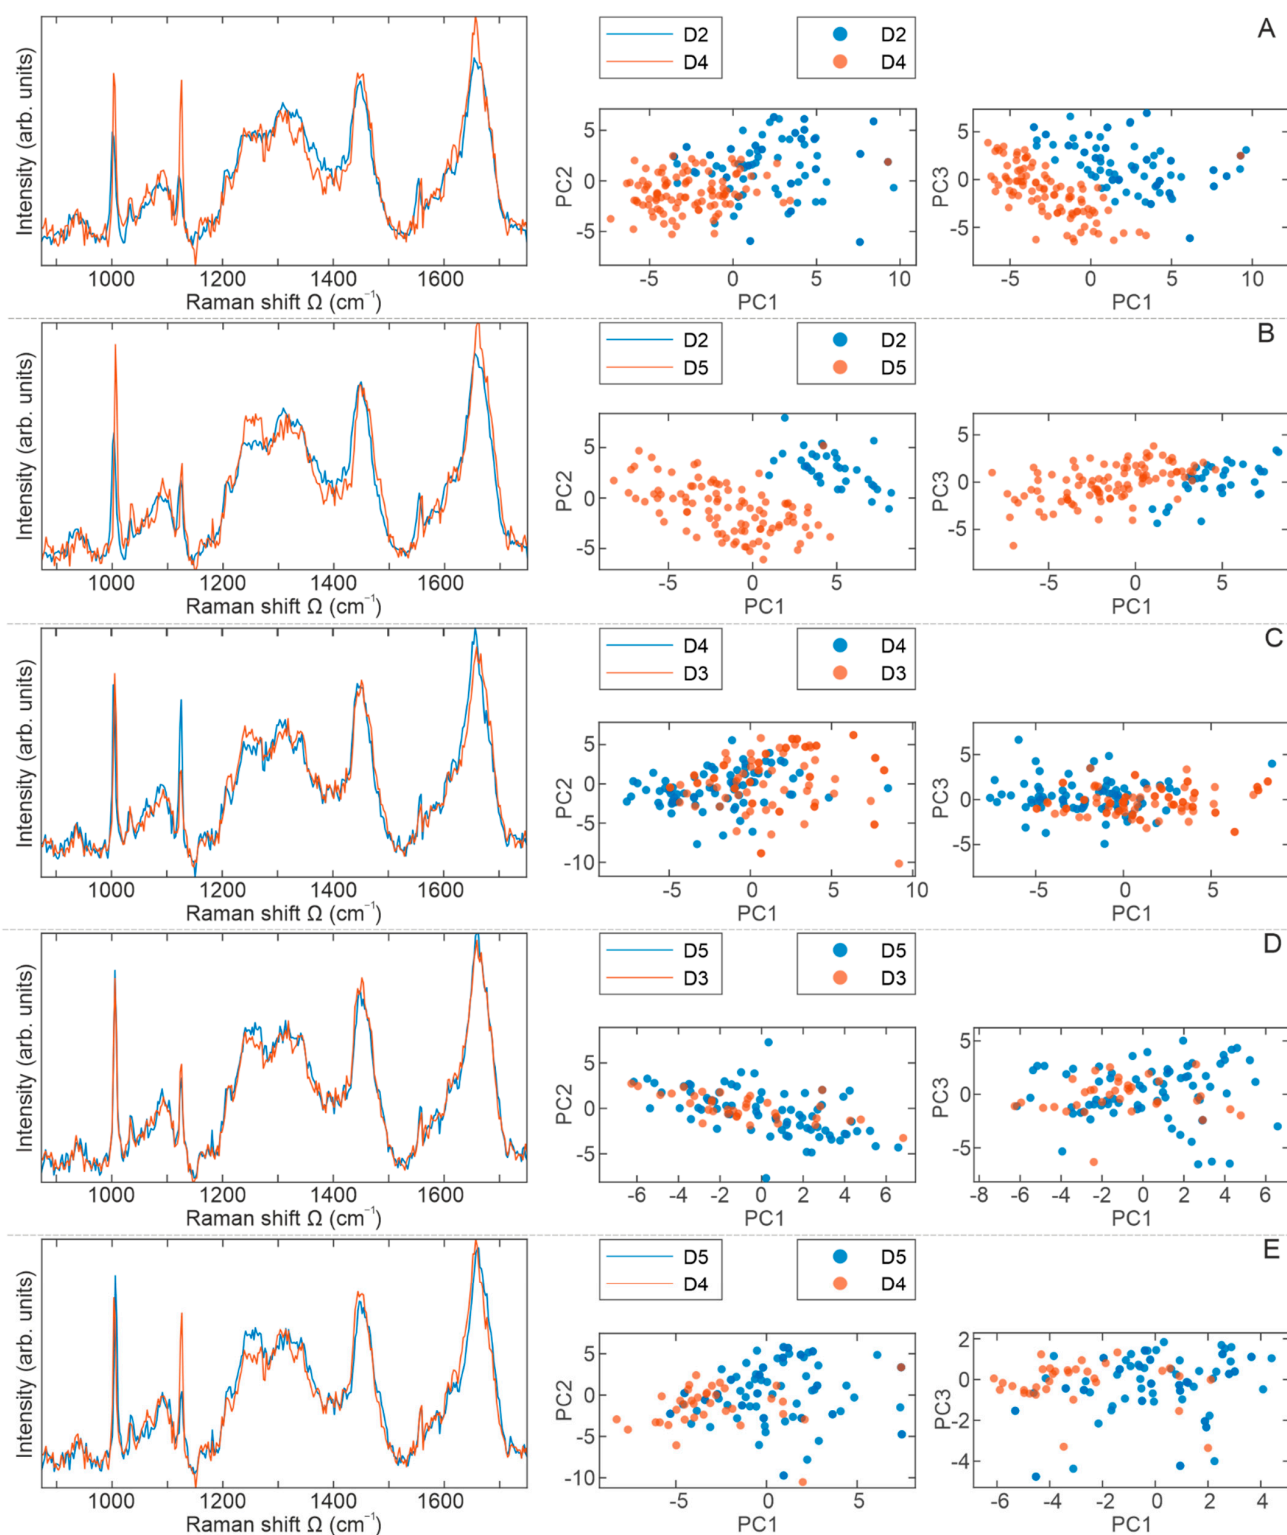 A
D2
D4
D2
D4
Intensity (arb. units)
1000 1200 1400 1600
Raman shift Ω (cm⁻¹)
PC2
5
0
-5
-5 0 5 10
PC1
PC3
5
0
-5
-5 0 5 10
PC1
B
D2
D5
D2
D5
Intensity (arb. units)
1000 1200 1400 1600
Raman shift Ω (cm⁻¹)
PC2
5
0
-5
-5 0 5
PC1
PC3
5
0
-5
-5 0 5
PC1
C
D4
D3
D4
D3
Intensity (arb. units)
1000 1200 1400 1600
Raman shift Ω (cm⁻¹)
PC2
5
0
-5
-10
-5 0 5 10
PC1
PC3
5
0
-5
-5 0 5
PC1
D
D5
D3
D5
D3
Intensity (arb. units)
1000 1200 1400 1600
Raman shift Ω (cm⁻¹)
PC2
5
0
-5
-6 -4 -2 0 2 4 6
PC1
PC3
5
0
-5
-8 -6 -4 -2 0 2 4 6
PC1
E
D5
D4
D5
D4
Intensity (arb. units)
1000 1200 1400 1600
Raman shift Ω (cm⁻¹)
PC2
5
0
-5
-10
-5 0 5
PC1
PC3
2
0
-2
-4
-6 -4 -2 0 2 4
PC1